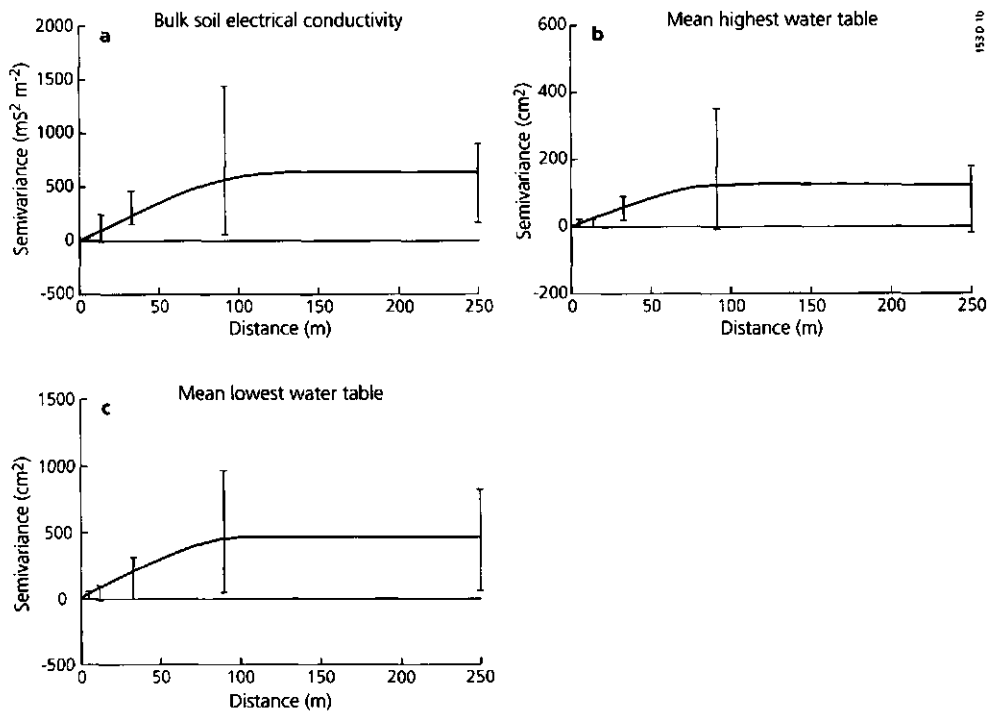 a
Bulk soil electrical conductivity
2000
1500
1000
500
0
-500
Semivariance (mS² m⁻²)
0 50 100 150 200 250
Distance (m)
b
Mean highest water table
600
400
200
0
-200
Semivariance (cm²)
0 50 100 150 200 250
Distance (m)
153D 1b
c
Mean lowest water table
1500
1000
500
0
-500
Semivariance (cm²)
0 50 100 150 200 250
Distance (m)